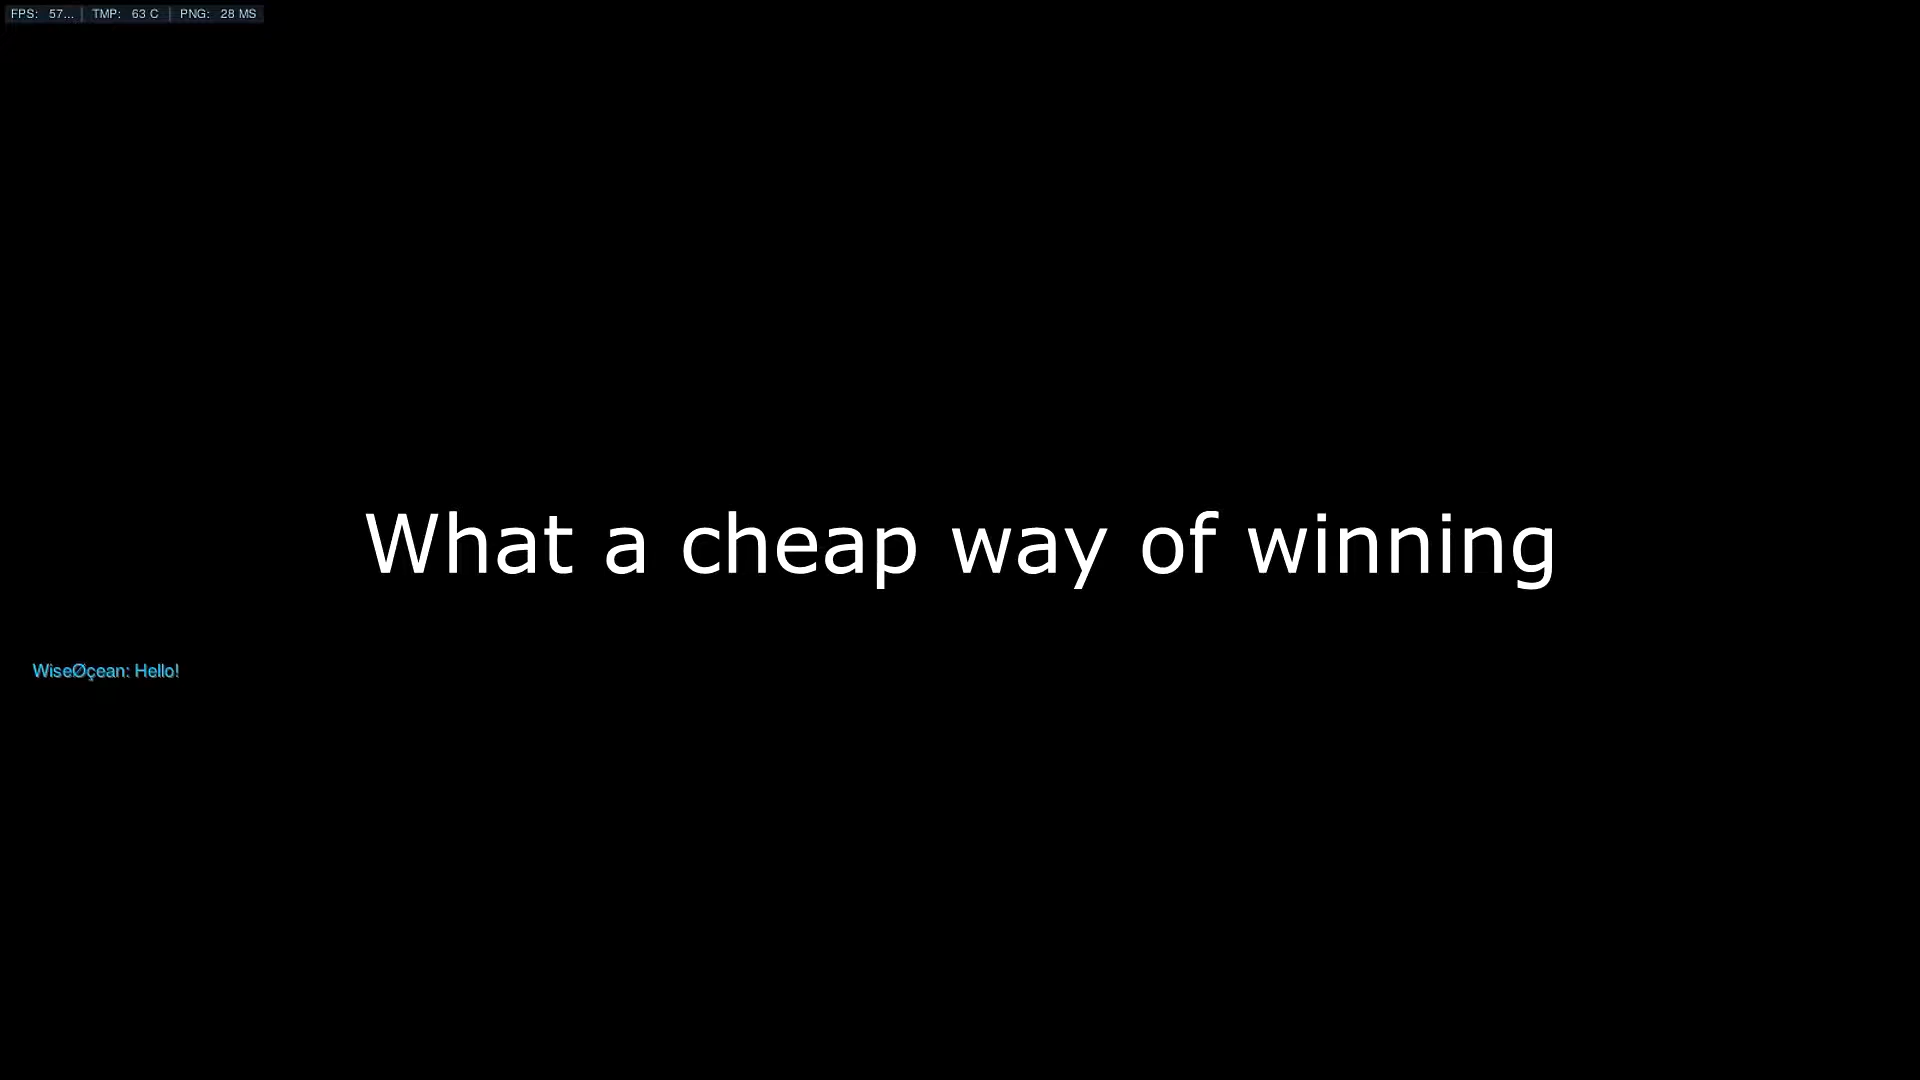 FPS: 57... | TMP: 63 C | PNG: 28 MS
What a cheap way of winning
WiseØçean: Hello!